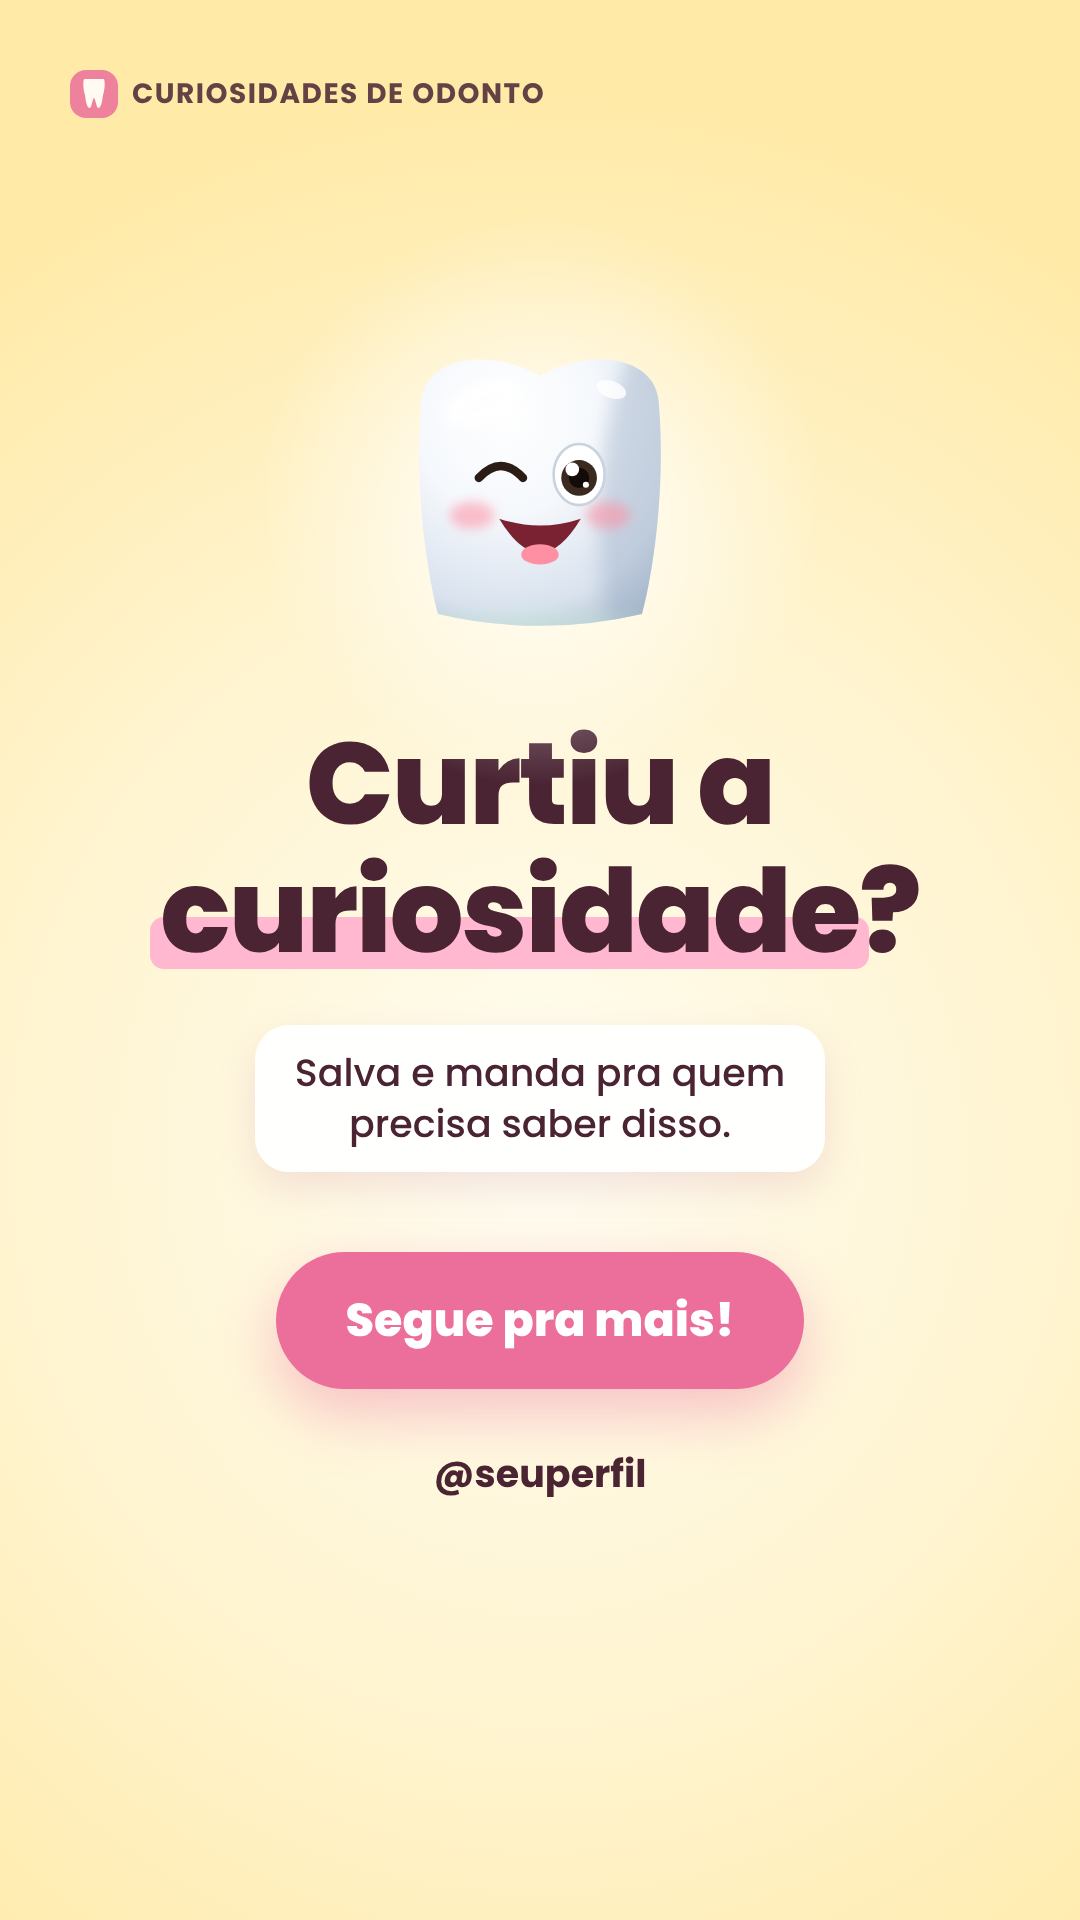 CURIOSIDADES DE ODONTO
Curtiu a
curiosidade?
Salva e manda pra quem
precisa saber disso.
Segue pra mais!
@seuperfil